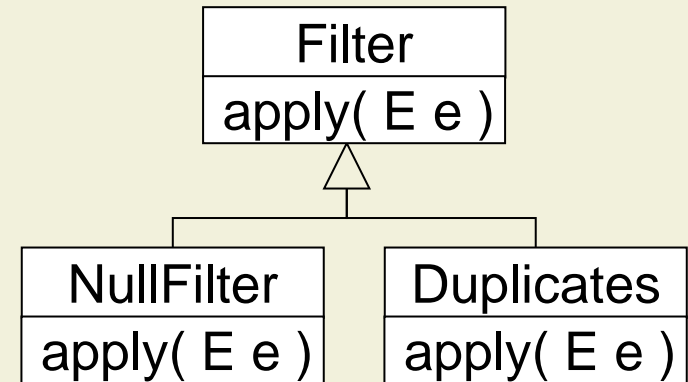 Filter
apply( E e )
NullFilter
apply( E e )
Duplicates
apply( E e )